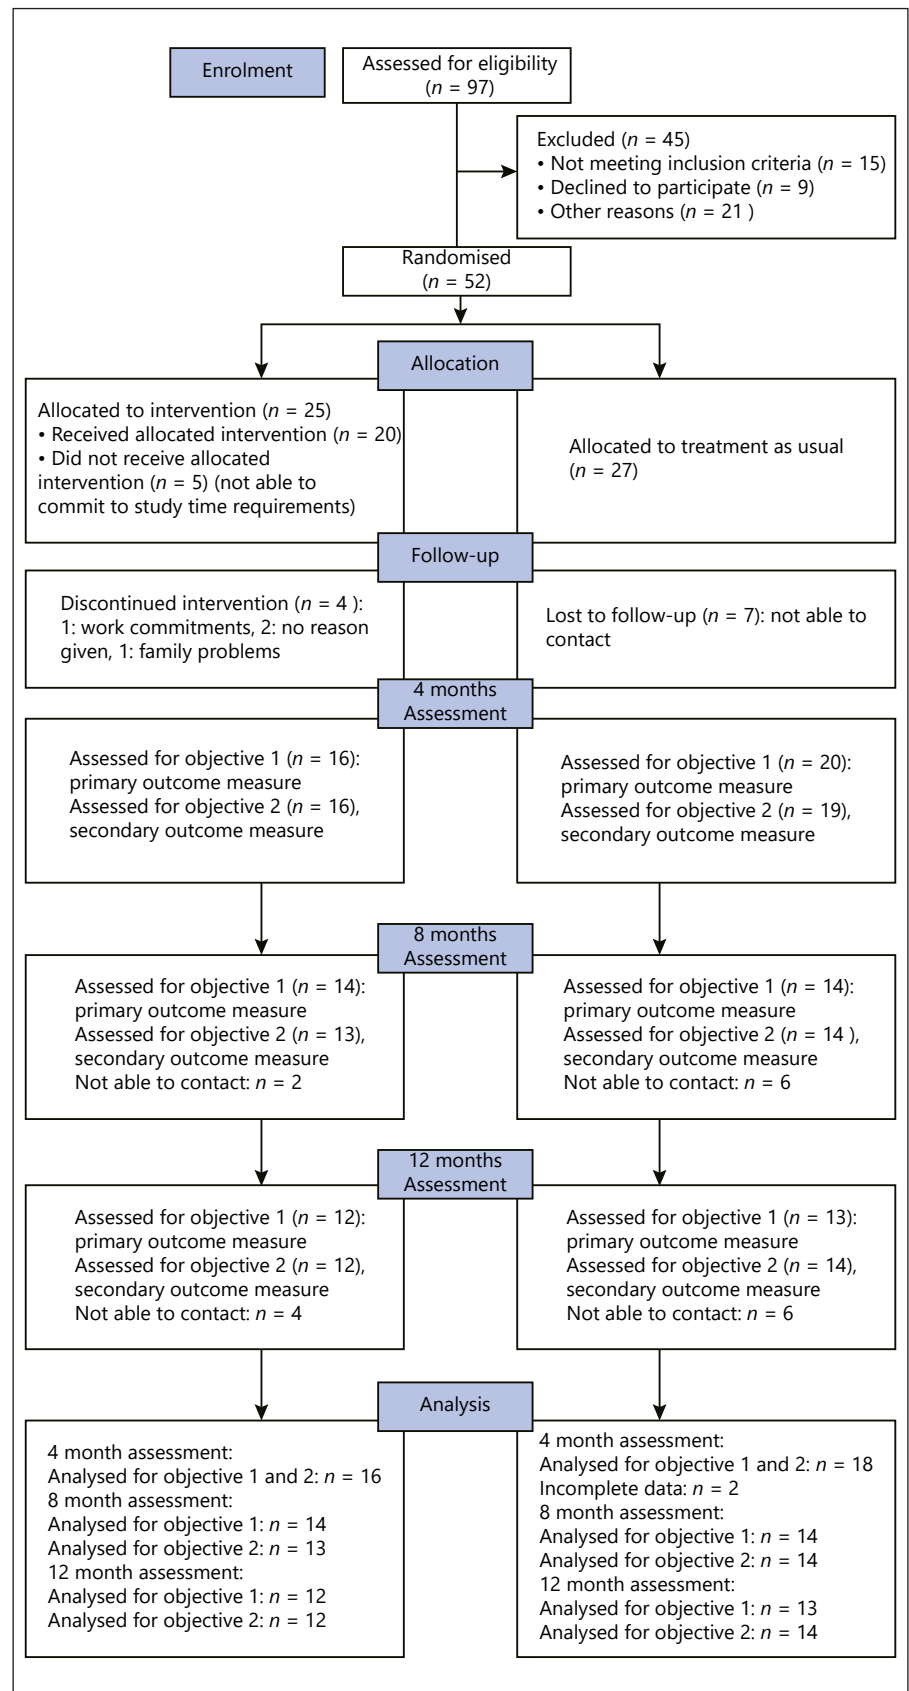 Enrolment
Assessed for eligibility
(n = 97)
Excluded (n = 45)
• Not meeting inclusion criteria (n = 15)
• Declined to participate (n = 9)
• Other reasons (n = 21 )
Randomised
(n = 52)
Allocation
Allocated to intervention (n = 25)
• Received allocated intervention (n = 20)
• Did not receive allocated
intervention (n = 5) (not able to
commit to study time requirements)
Allocated to treatment as usual
(n = 27)
Follow-up
Discontinued intervention (n = 4 ):
1: work commitments, 2: no reason
given, 1: family problems
Lost to follow-up (n = 7): not able to
contact
4 months
Assessment
Assessed for objective 1 (n = 16):
primary outcome measure
Assessed for objective 2 (n = 16),
secondary outcome measure
Assessed for objective 1 (n = 20):
primary outcome measure
Assessed for objective 2 (n = 19),
secondary outcome measure
8 months
Assessment
Assessed for objective 1 (n = 14):
primary outcome measure
Assessed for objective 2 (n = 13),
secondary outcome measure
Not able to contact: n = 2
Assessed for objective 1 (n = 14):
primary outcome measure
Assessed for objective 2 (n = 14 ),
secondary outcome measure
Not able to contact: n = 6
12 months
Assessment
Assessed for objective 1 (n = 12):
primary outcome measure
Assessed for objective 2 (n = 12),
secondary outcome measure
Not able to contact: n = 4
Assessed for objective 1 (n = 13):
primary outcome measure
Assessed for objective 2 (n = 14),
secondary outcome measure
Not able to contact: n = 6
Analysis
4 month assessment:
Analysed for objective 1 and 2: n = 16
8 month assessment:
Analysed for objective 1: n = 14
Analysed for objective 2: n = 13
12 month assessment:
Analysed for objective 1: n = 12
Analysed for objective 2: n = 12
4 month assessment:
Analysed for objective 1 and 2: n = 18
Incomplete data: n = 2
8 month assessment:
Analysed for objective 1: n = 14
Analysed for objective 2: n = 14
12 month assessment:
Analysed for objective 1: n = 13
Analysed for objective 2: n = 14